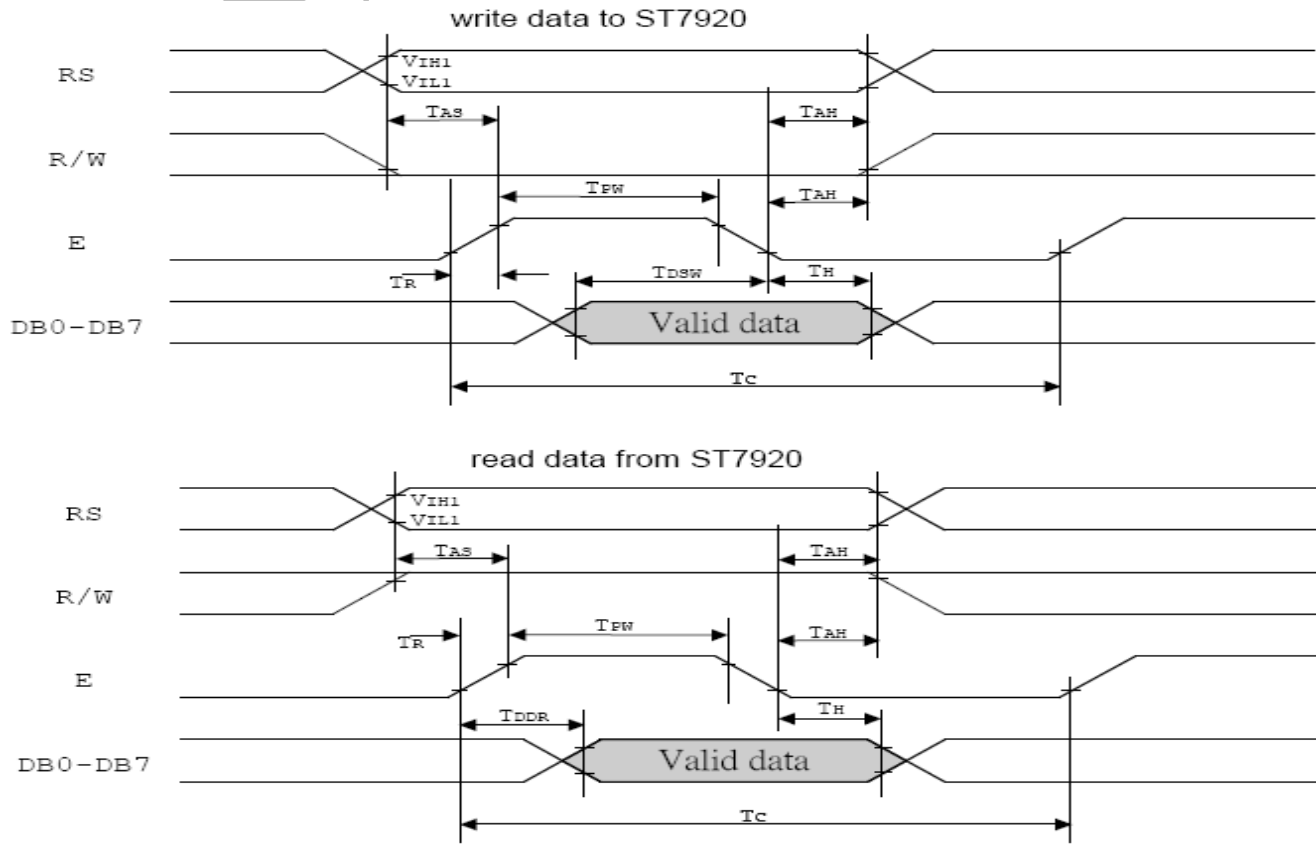 write data to ST7920
RS
VIH1
VIL1
TAS
TAH
R/W
TPW
TAH
E
TR
TDSW
TH
DB0-DB7
Valid data
TC
read data from ST7920
RS
VIH1
VIL1
TAS
TAH
R/W
TR
TPW
TAH
E
TDDR
TH
DB0-DB7
Valid data
TC